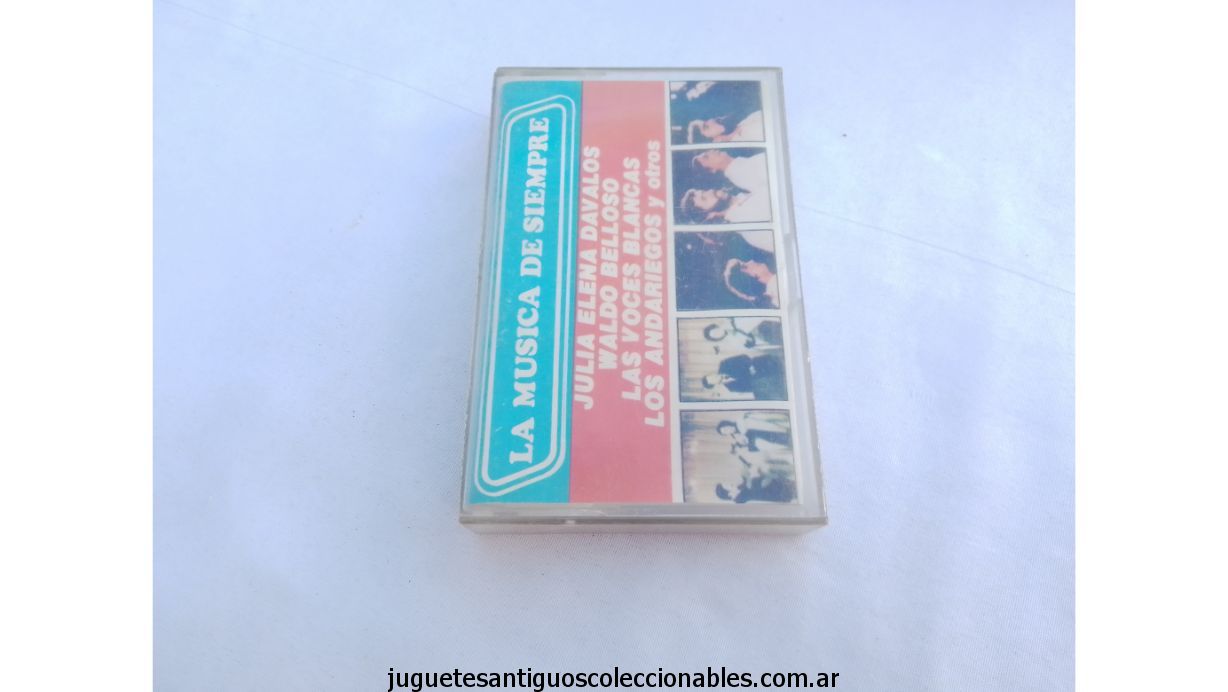 LA MUSICA DE SIEMPRE
JULIA ELENA DAVALOS
WALDO BELLOSO
LAS VOCES BLANCAS
LOS ANDARIEGOS y otros
juguetesantiguoscoleccionables.com.ar